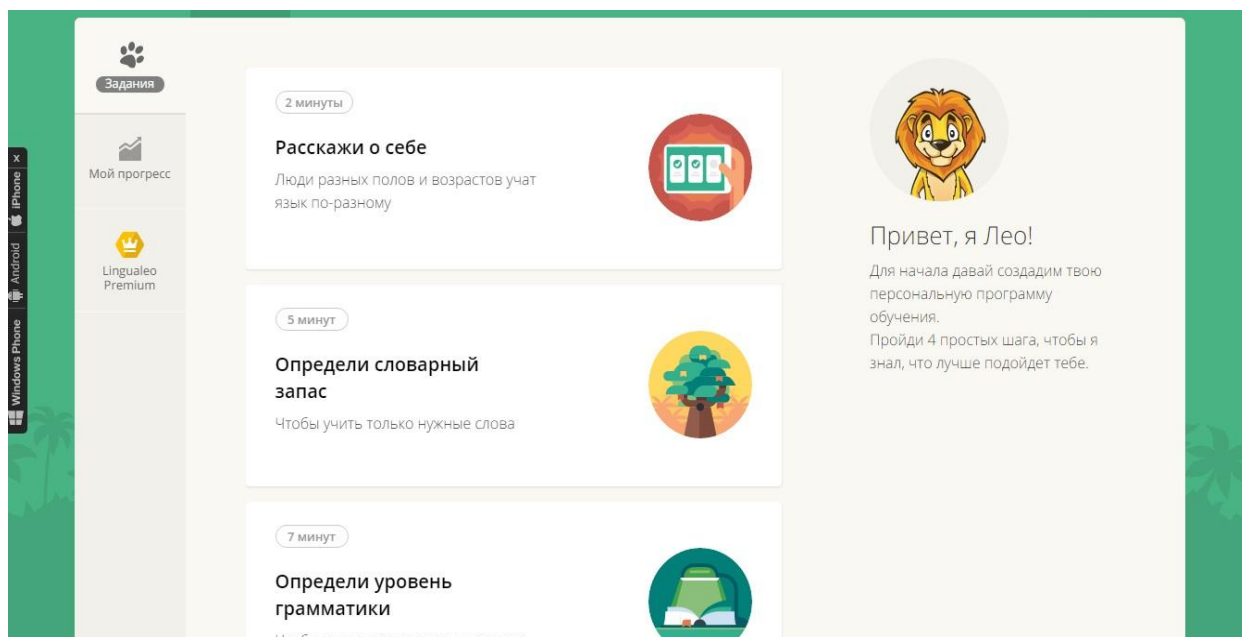 Задания
Мой прогресс
Lingualeo
Premium
x
iPhone
Android
Windows Phone
2 минуты
Расскажи о себе
Люди разных полов и возрастов учат
язык по-разному
5 минут
Определи словарный
запас
Чтобы учить только нужные слова
7 минут
Определи уровень
грамматики
Привет, я Лео!
Для начала давай создадим твою
персональную программу
обучения.
Пройди 4 простых шага, чтобы я
знал, что лучше подойдет тебе.